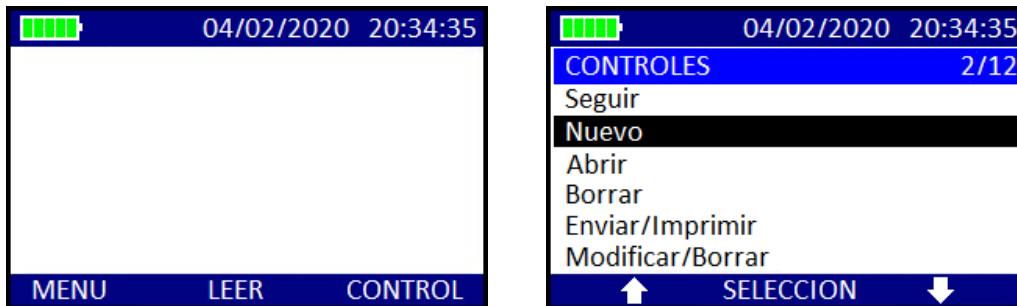 04/02/2020 20:34:35
MENU LEER CONTROL
04/02/2020 20:34:35
CONTROLES 2/12
Seguir
Nuevo
Abrir
Borrar
Enviar/Imprimir
Modificar/Borrar
SELECCION